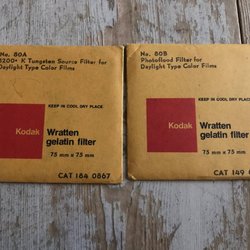 No. 80A
3200° K Tungsten Source Filter for
Daylight Type Color Films
KEEP IN COOL DRY PLACE
Kodak
Wratten
gelatin filter
75 mm x 75 mm
CAT 184 0867
No. 80B
Photoflood Filter for
Daylight Type Color Films
KEEP IN COOL, DRY PLACE
Kodak
Wratten
gelatin filter
75 mm x 75 mm
CAT 149